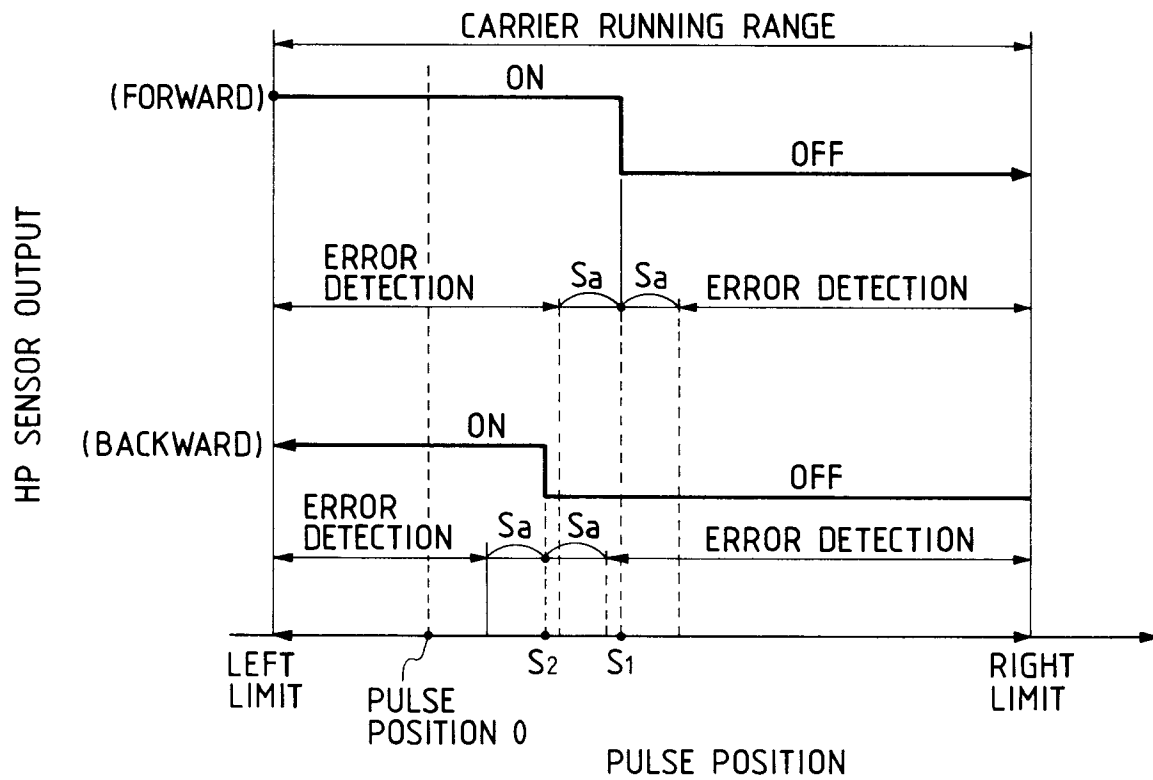 CARRIER RUNNING RANGE
(FORWARD)
ON
OFF
HP SENSOR OUTPUT
ERROR
DETECTION
Sa
Sa
ERROR DETECTION
(BACKWARD)
ON
OFF
ERROR
DETECTION
Sa
Sa
ERROR DETECTION
LEFT
LIMIT
PULSE
POSITION 0
S2
S1
RIGHT
LIMIT
PULSE POSITION